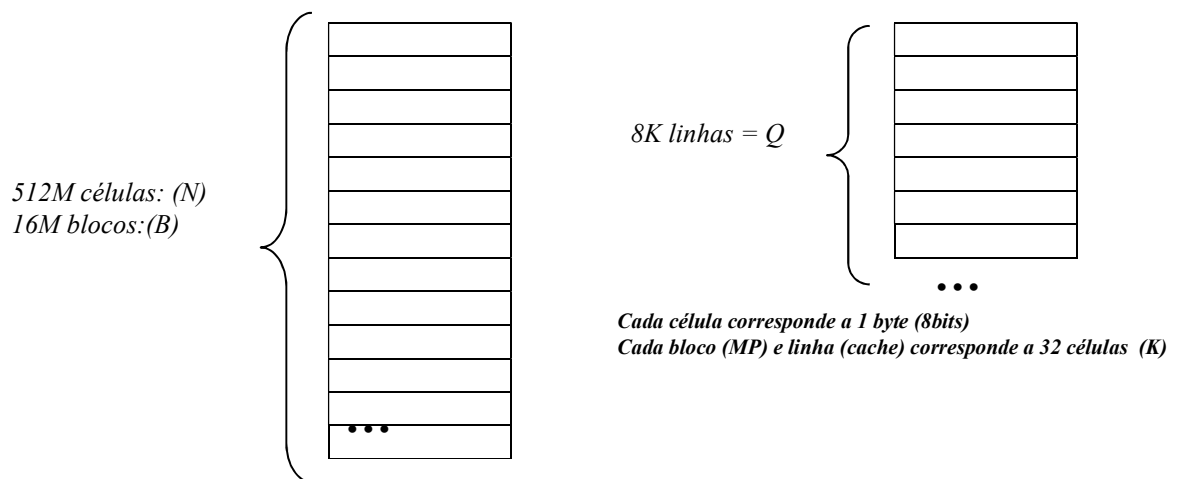 512M células: (N)
16M blocos:(B)
8K linhas = Q
Cada célula corresponde a 1 byte (8bits)
Cada bloco (MP) e linha (cache) corresponde a 32 células (K)